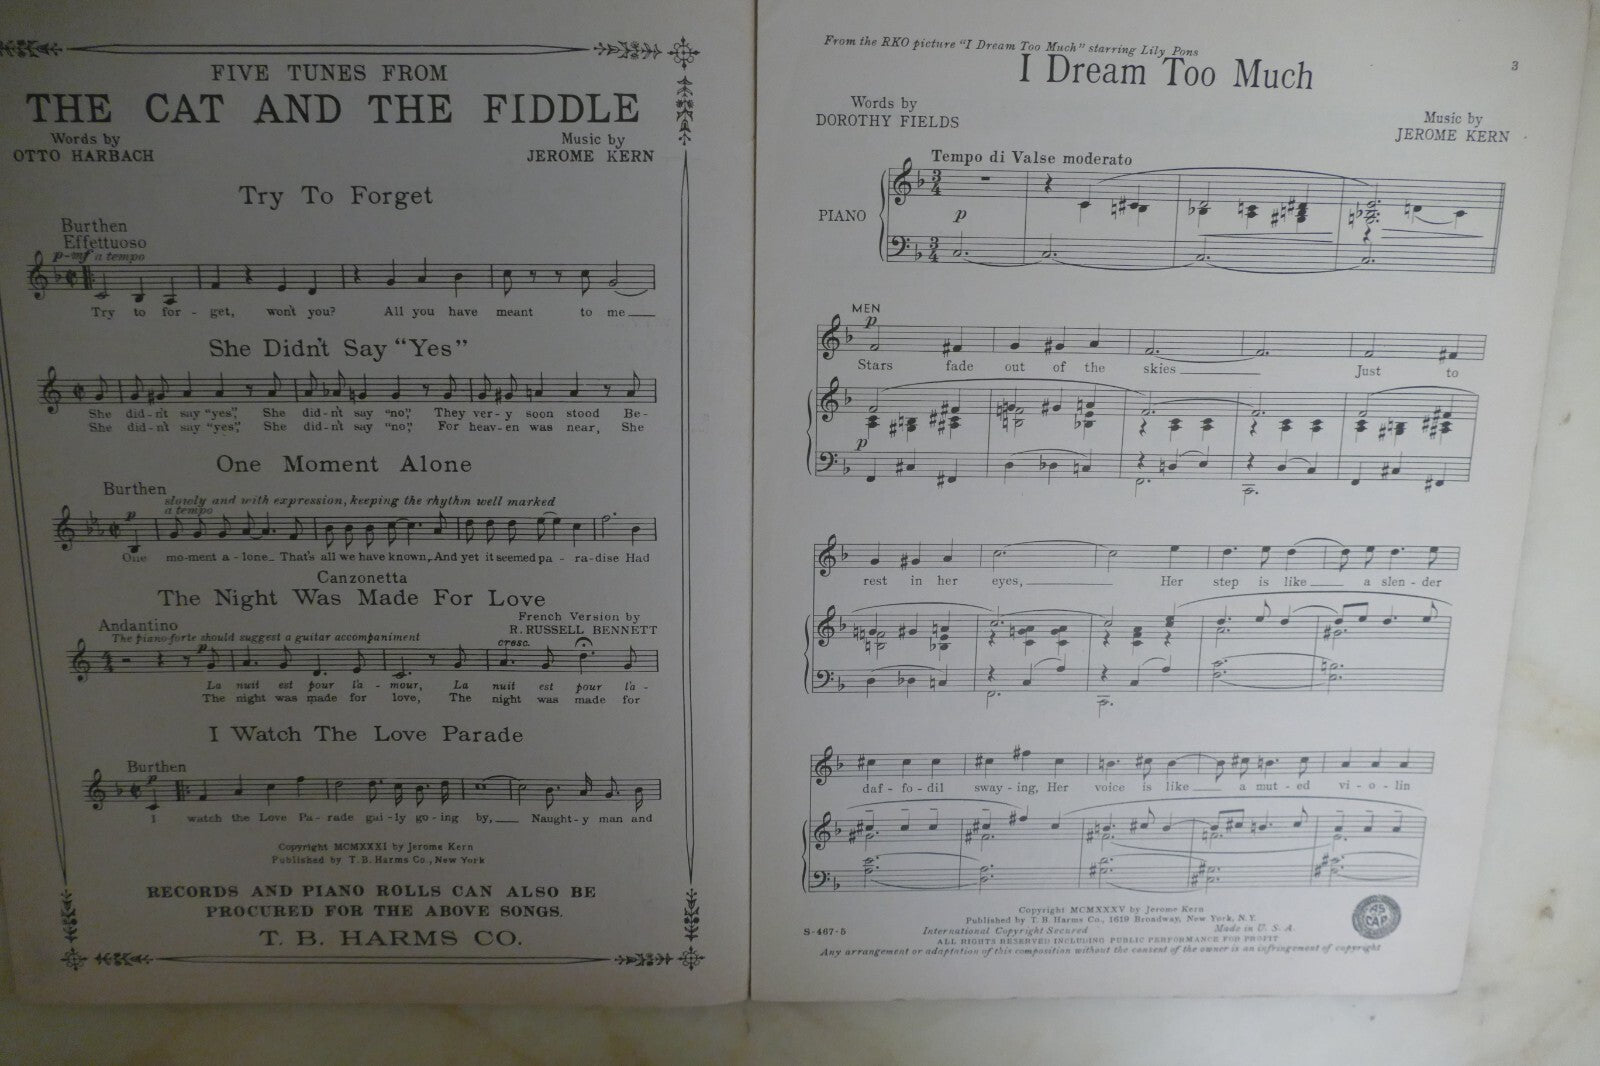 FIVE TUNES FROM
THE CAT AND THE FIDDLE
Words by
OTTO HARBACH
Music by
JEROME KERN
Try To Forget
Burthen
Effettuoso
p-mf a tempo
Try to for - get, won't you? All you have meant to me
She Didn't Say "Yes"
She did-n't say "yes", She did-n't say "no", They ver-y soon stood Be-
She did-n't say "yes", She did-n't say "no", For heav-en was near, She
One Moment Alone
Burthen
slowly and with expression, keeping the rhythm well marked
a tempo
p
One mo-ment a-lone_ That's all we have known, And yet it seemed pa - ra-dise Had
Canzonetta
The Night Was Made For Love
French Version by
R. RUSSELL BENNETT
Andantino
The piano-forte should suggest a guitar accompaniment
p
cresc.
La nuit est pour l'a - mour, La nuit est pour l'a -
The night was made for love, The night was made for
I Watch The Love Parade
Burthen
p
I watch the Love Pa-rade gai-ly go-ing by, Naught-y man and
Copyright MCMXXXI by Jerome Kern
Published by T. B. Harms Co., New York
RECORDS AND PIANO ROLLS CAN ALSO BE
PROCURED FOR THE ABOVE SONGS.
T. B. HARMS CO.
From the RKO picture "I Dream Too Much" starring Lily Pons
I Dream Too Much
3
Words by
DOROTHY FIELDS
Music by
JEROME KERN
Tempo di Valse moderato
PIANO
p
MEN
p
Stars fade out of the skies Just to
p
rest in her eyes, Her step is like a slen-der
daf-fo-dil sway-ing, Her voice is like a mut-ed vi-o-lin
Copyright MCMXXXV by Jerome Kern
Published by T. B. Harms Co., 1619 Broadway, New York, N.Y.
S-467-5
International Copyright Secured
Made in U. S. A.
ALL RIGHTS RESERVED INCLUDING PUBLIC PERFORMANCE FOR PROFIT
Any arrangement or adaptation of this composition without the consent of the owner is an infringement of copyright
AS
CAP